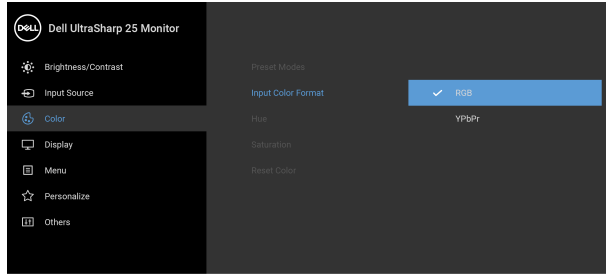 DELL Dell UltraSharp 25 Monitor
Brightness/Contrast
Input Source
Color
Display
Menu
Personalize
Others
Preset Modes
Input Color Format
Hue
Saturation
Reset Color
RGB
YPbPr